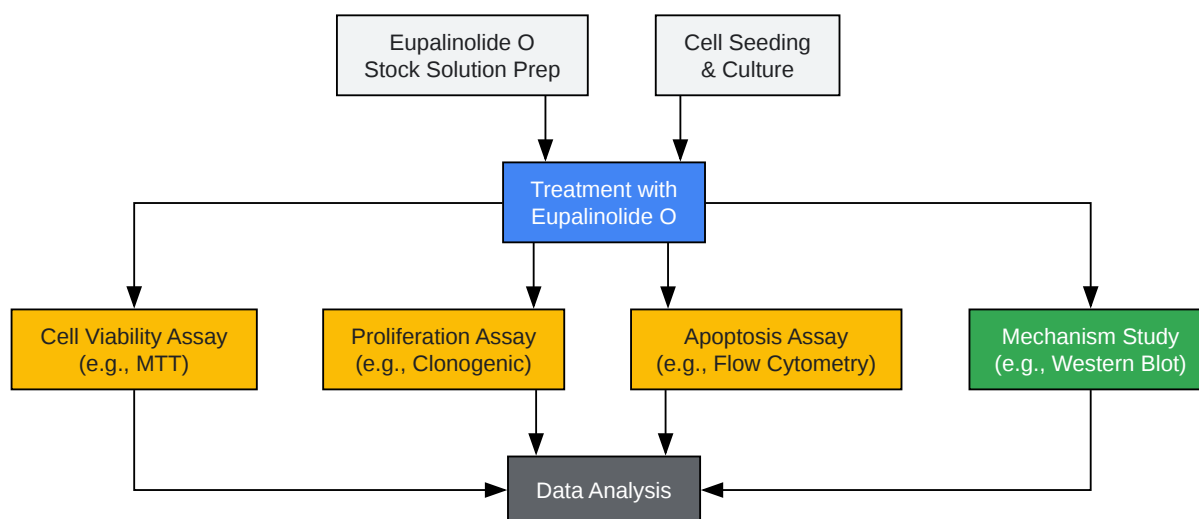 Eupalinolide O
Stock Solution Prep
Cell Seeding
& Culture
Treatment with
Eupalinolide O
Cell Viability Assay
(e.g., MTT)
Proliferation Assay
(e.g., Clonogenic)
Apoptosis Assay
(e.g., Flow Cytometry)
Mechanism Study
(e.g., Western Blot)
Data Analysis